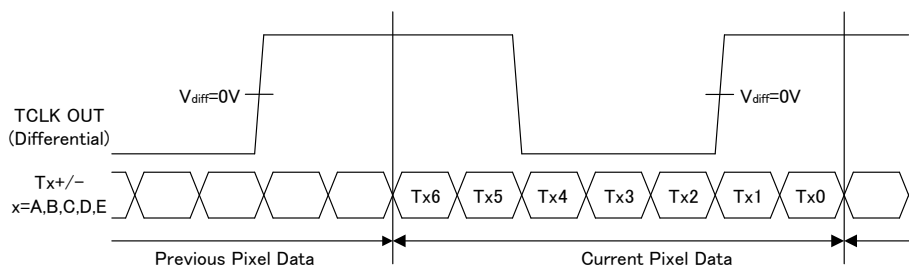 Vdiff=0V
Vdiff=0V
TCLK OUT
(Differential)
Tx+/-
x=A,B,C,D,E
Tx6 Tx5 Tx4 Tx3 Tx2 Tx1 Tx0
Previous Pixel Data
Current Pixel Data